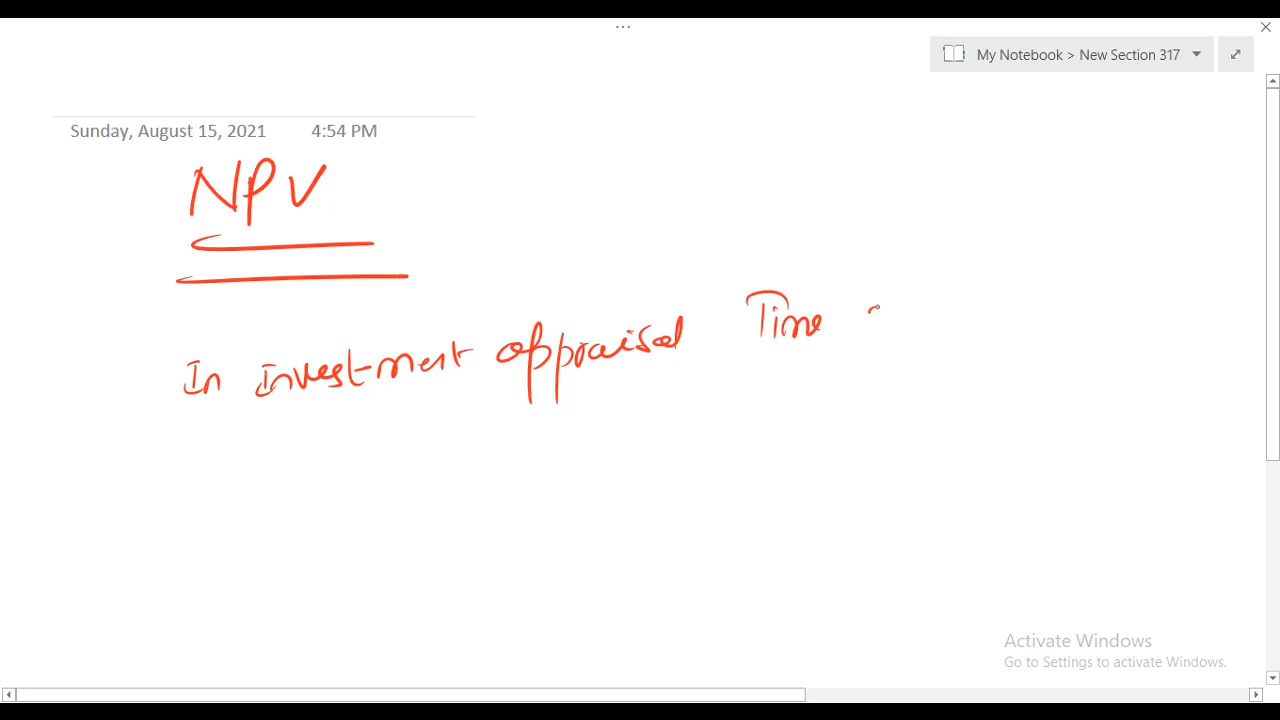 ...
My Notebook > New Section 317
Sunday, August 15, 2021 4:54 PM
NPV
In Investment appraisal Time
Activate Windows
Go to Settings to activate Windows.